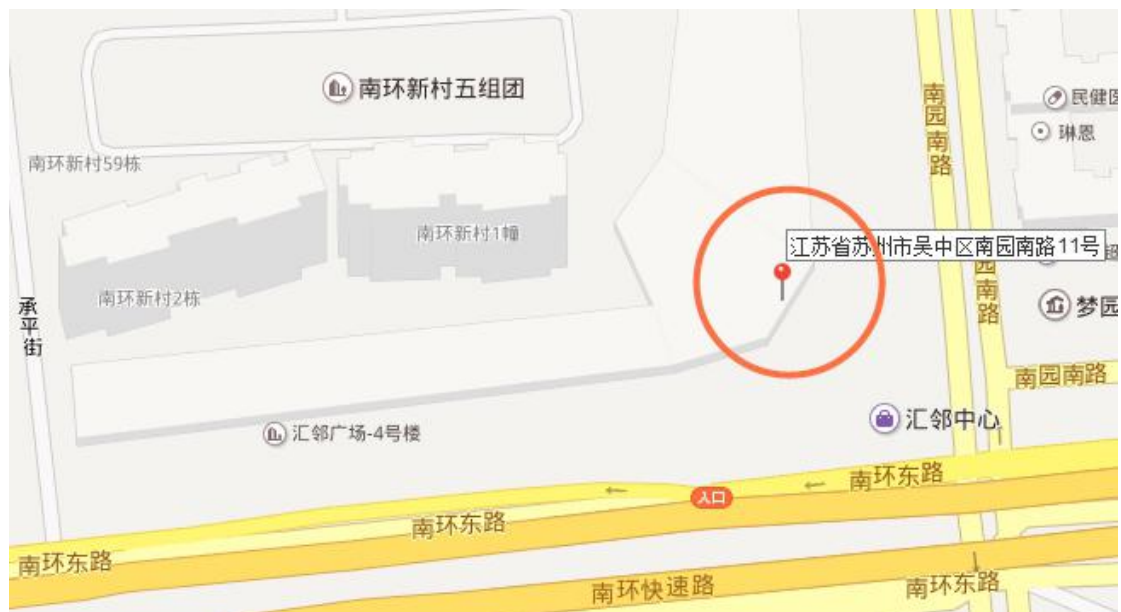 南环新村五组团
南园南路
民健医
琳恩
南环新村59栋
南环新村1幢
江苏省苏州市吴中区南园南路11号
超
南环新村2栋
承平街
园南路
梦园
南园南路
汇邻中心
汇邻广场-4号楼
南环东路
入口
南环东路
南环东路
南环快速路
南环东路